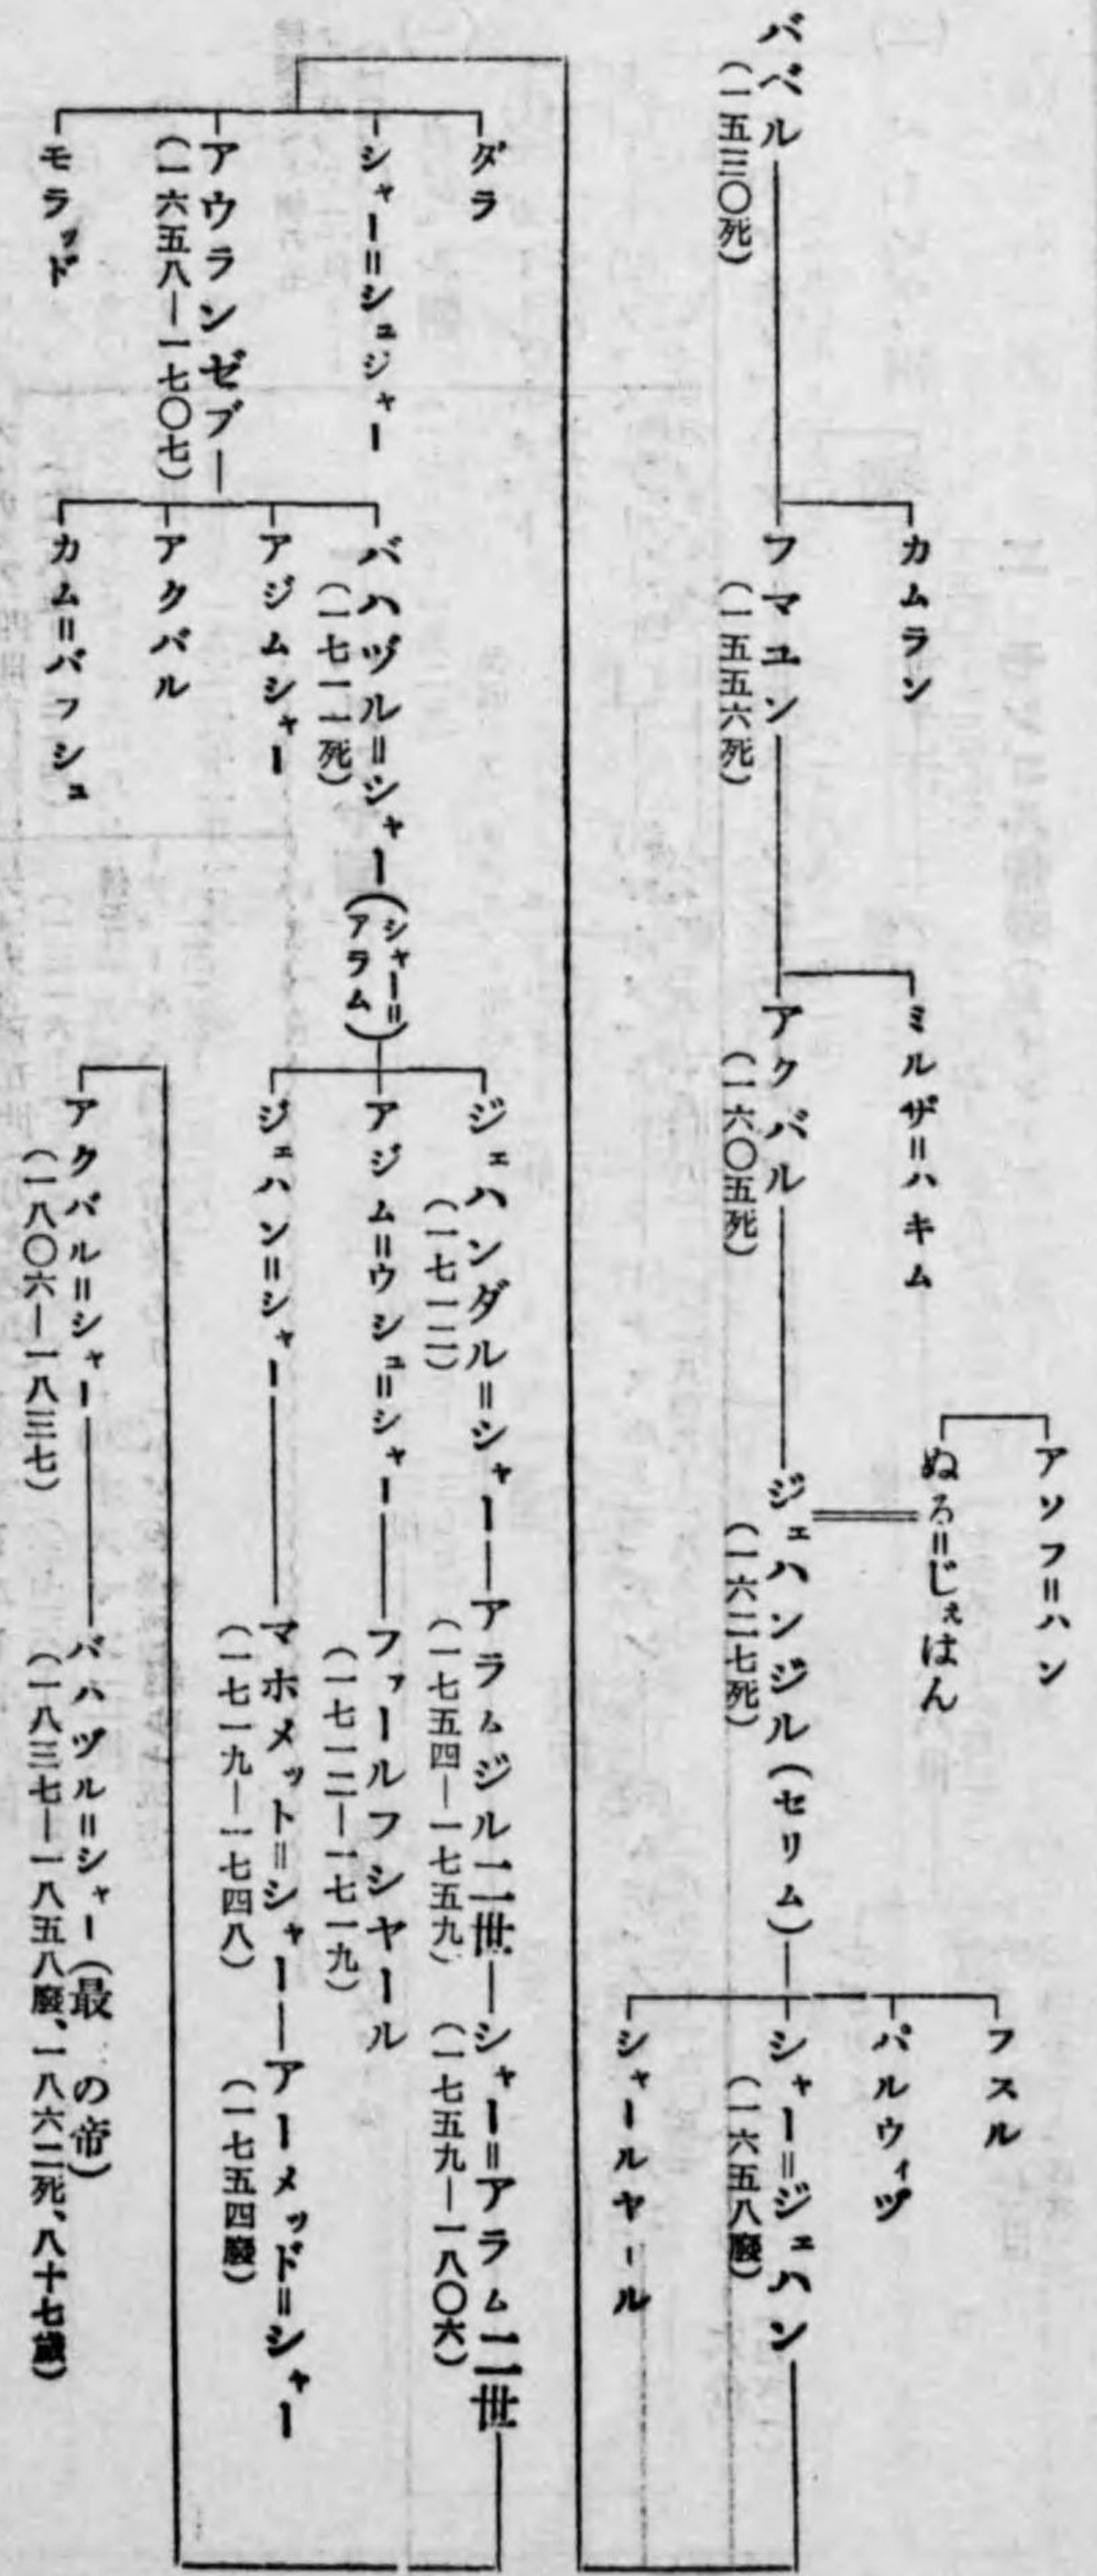 バベル
(一五三〇死)
カムラン
フマユン
(一五五六死)
ミルザ=ハキム
アクバル
(一六〇五死)
アソフ=ハン
ぬろ=じぇはん
ジェハンジル(セリム)
(一六二七死)
フスル
パルウィヅ
シャー=ジェハン
(一六五八廢)
シャールヤール
ダラ
シャー=シュジャー
アウランゼブ
(一六五八―一七〇七)
モラッド
バハヅル=シャー(シャー=アラム)
(一七一二死)
アジムシャー
アクバル
カム=バフシュ
ジェハンダル=シャー
(一七一二)
アラムジル二世
(一七五四―一七五九)
シャー=アラム二世
(一七五九―一八〇六)
アジム=ウシュ=シャー
ファールフシヤール
(一七一二―一七一九)
ジェハン=シャー
マホメット=シャー
(一七一九―一七四八)
アーメッド=シャー
(一七五四廢)
アクバル=シャー
(一八〇六―一八三七)
バハヅル=シャー(最 の帝)
(一八三七―一八五八廢、一八六二死、八十七歳)